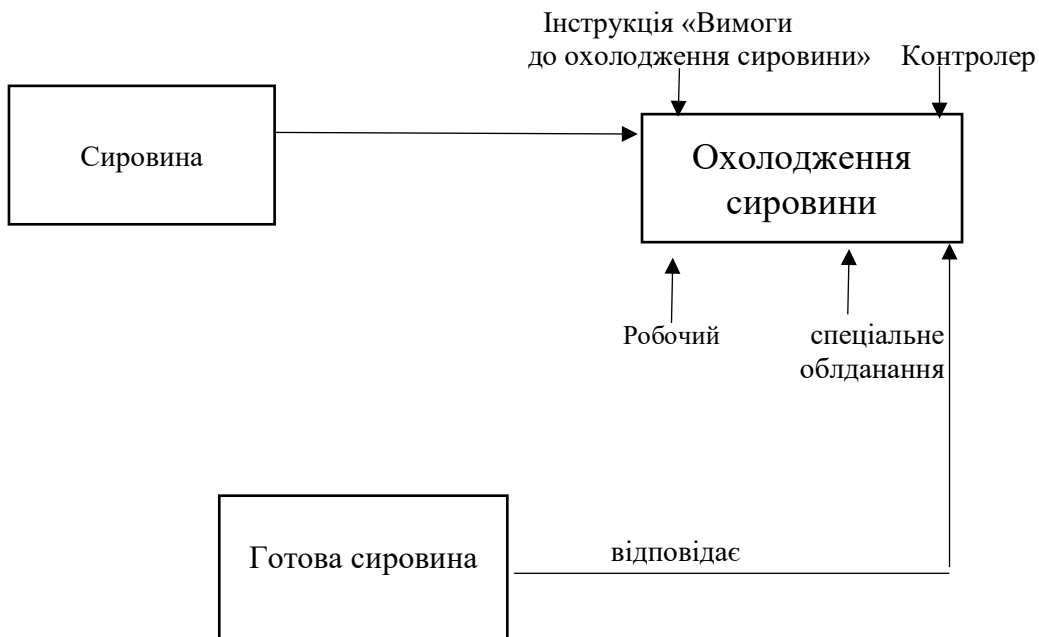 Інструкція «Вимоги
до охолодження сировини»
Контролер
Сировина
Охолодження
сировини
Робочий
спеціальне
облданання
Готова сировина
відповідає